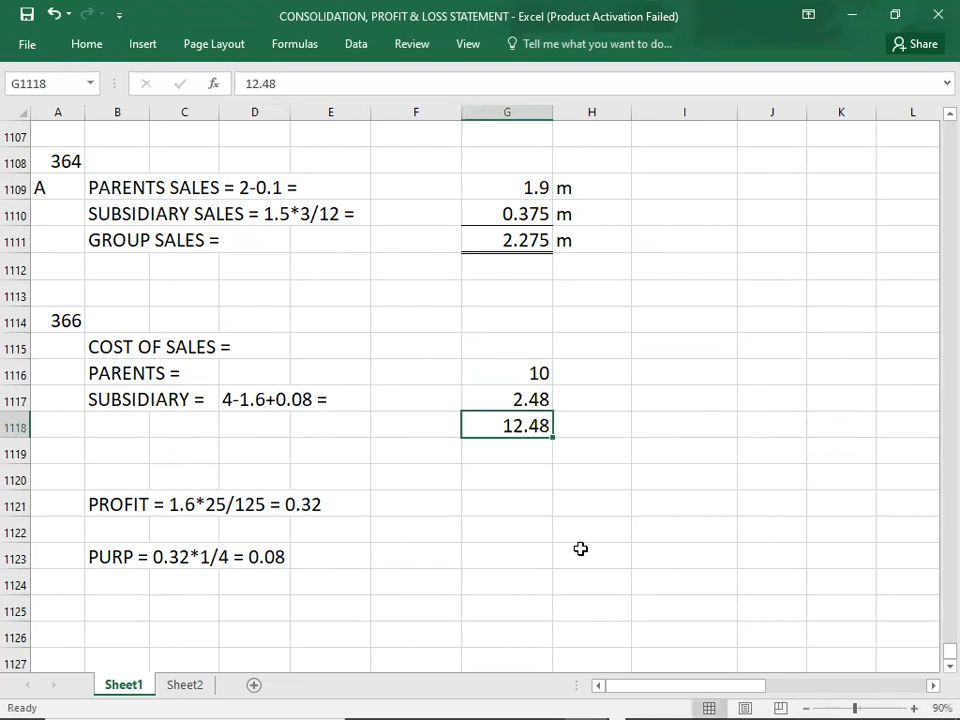 CONSOLIDATION, PROFIT & LOSS STATEMENT - Excel (Product Activation Failed)
File Home Insert Page Layout Formulas Data Review View Tell me what you want to do... Share
G1118 fx 12.48
A B C D E F G H I J K L
1107
1108 364
1109 A PARENTS SALES = 2-0.1 = 1.9 m
1110 SUBSIDIARY SALES = 1.5*3/12 = 0.375 m
1111 GROUP SALES = 2.275 m
1112
1113
1114 366
1115 COST OF SALES =
1116 PARENTS = 10
1117 SUBSIDIARY = 4-1.6+0.08 = 2.48
1118 12.48
1119
1120
1121 PROFIT = 1.6*25/125 = 0.32
1122
1123 PURP = 0.32*1/4 = 0.08
1124
1125
1126
1127
Sheet1 Sheet2
Ready 90%